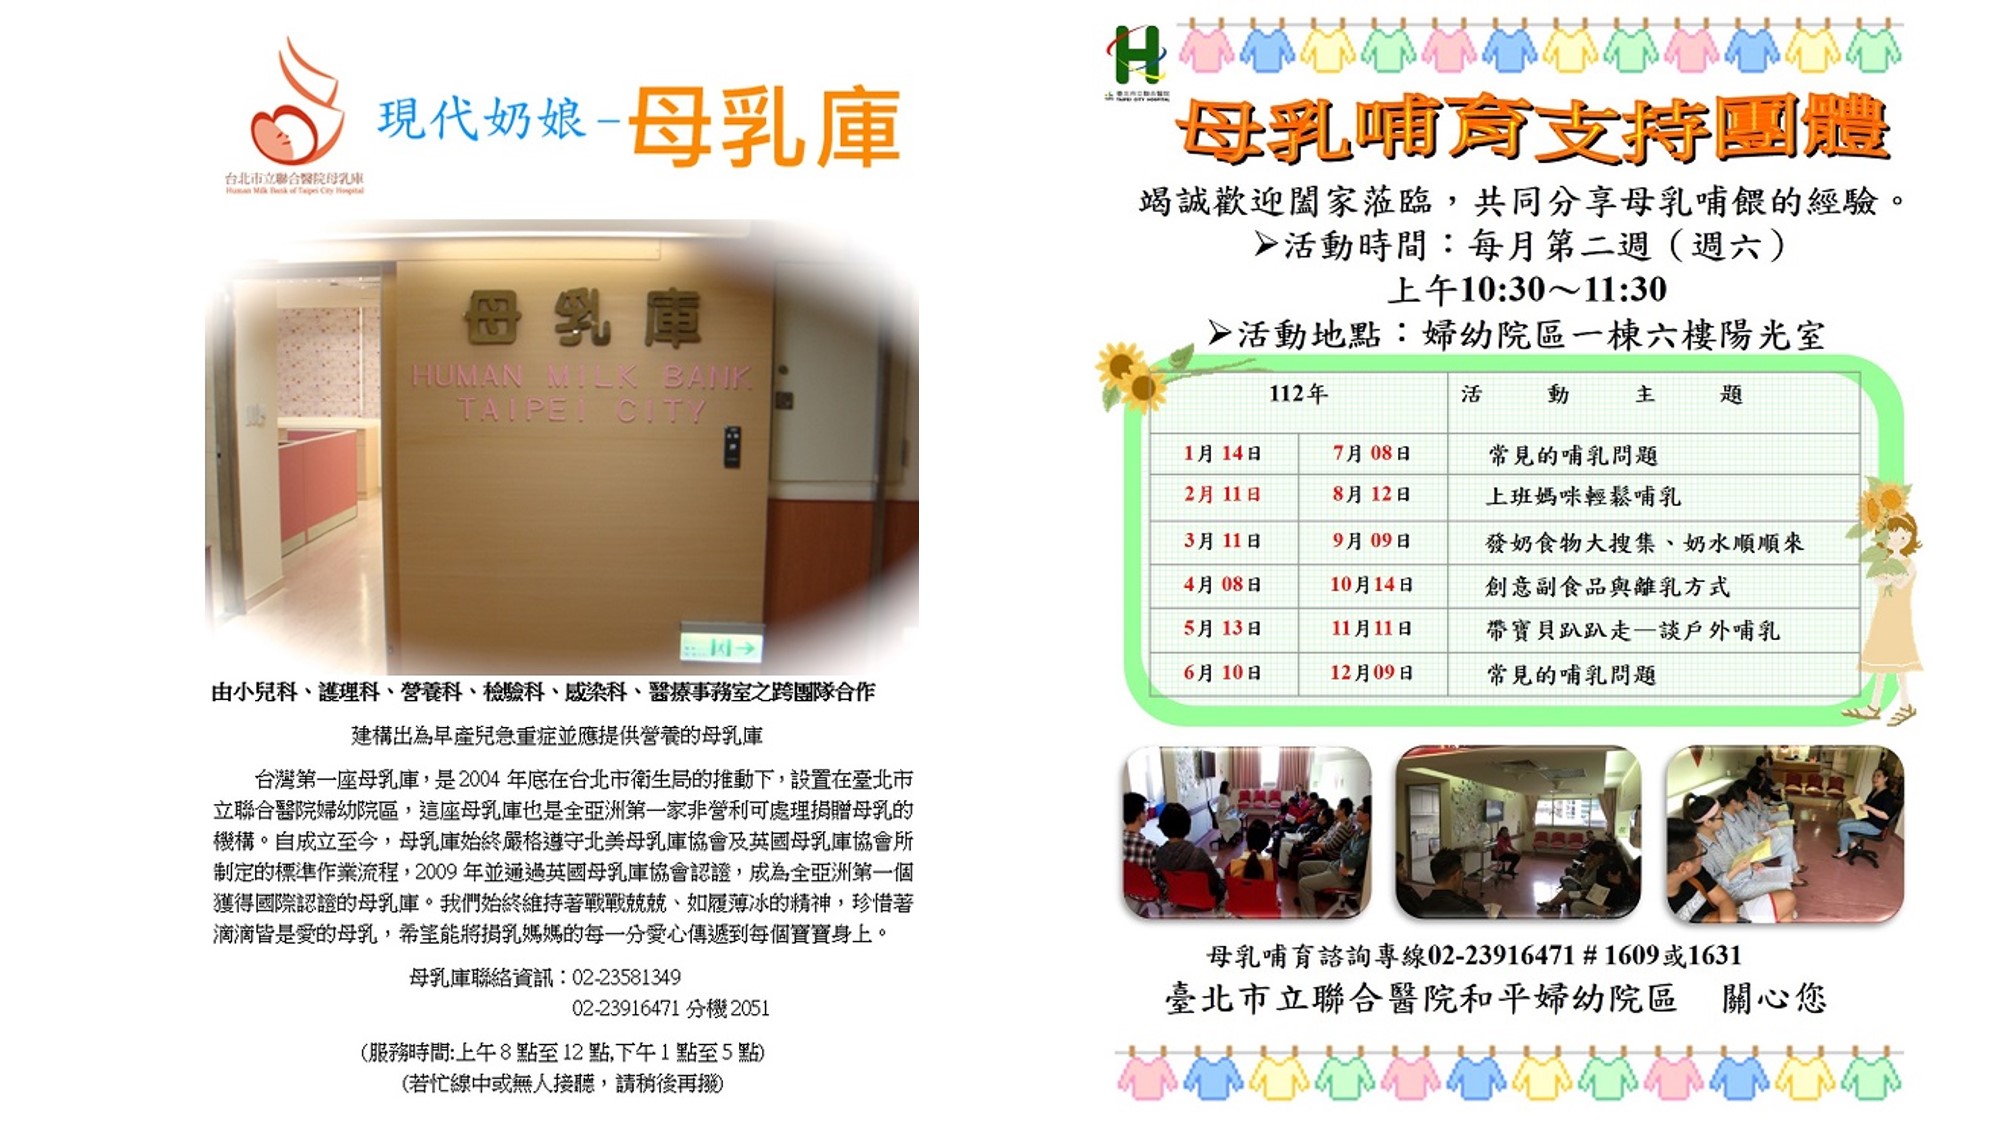 台北市立聯合醫院母乳庫
Human Milk Bank of Taipei City Hospital
現代奶娘-母乳庫
母乳庫
HUMAN MILK BANK
TAIPEI CITY
由小兒科、護理科、營養科、檢驗科、感染科、醫療事務室之跨團隊合作
建構出為早產兒急重症並應提供營養的母乳庫
台灣第一座母乳庫，是 2004 年底在台北市衛生局的推動下，設置在臺北市
立聯合醫院婦幼院區，這座母乳庫也是全亞洲第一家非營利可處理捐贈母乳的
機構。自成立至今，母乳庫始終嚴格遵守北美母乳庫協會及英國母乳庫協會所
制定的標準作業流程，2009 年並通過英國母乳庫協會認證，成為全亞洲第一個
獲得國際認證的母乳庫。我們始終維持著戰戰兢兢、如履薄冰的精神，珍惜著
滴滴皆是愛的母乳，希望能將捐乳媽媽的每一分愛心傳遞到每個寶寶身上。
母乳庫聯絡資訊：02-23581349
02-23916471 分機 2051
(服務時間:上午 8 點至 12 點,下午 1 點至 5 點)
(若忙線中或無人接聽，請稍後再撥)
臺北市立聯合醫院
TAIPEI CITY HOSPITAL
母乳哺育支持團體
竭誠歡迎闔家蒞臨，共同分享母乳哺餵的經驗。
➢活動時間：每月第二週（週六）
上午10:30～11:30
➢活動地點：婦幼院區一棟六樓陽光室
112年 活動主題
1月 14日 7月 08日 常見的哺乳問題
2月 11日 8月 12日 上班媽咪輕鬆哺乳
3月 11日 9月 09日 發奶食物大搜集、奶水順順來
4月 08日 10月14日 創意副食品與離乳方式
5月 13日 11月11日 帶寶貝趴趴走—談戶外哺乳
6月 10日 12月09日 常見的哺乳問題
母乳哺育諮詢專線02-23916471＃1609或1631
臺北市立聯合醫院和平婦幼院區 關心您